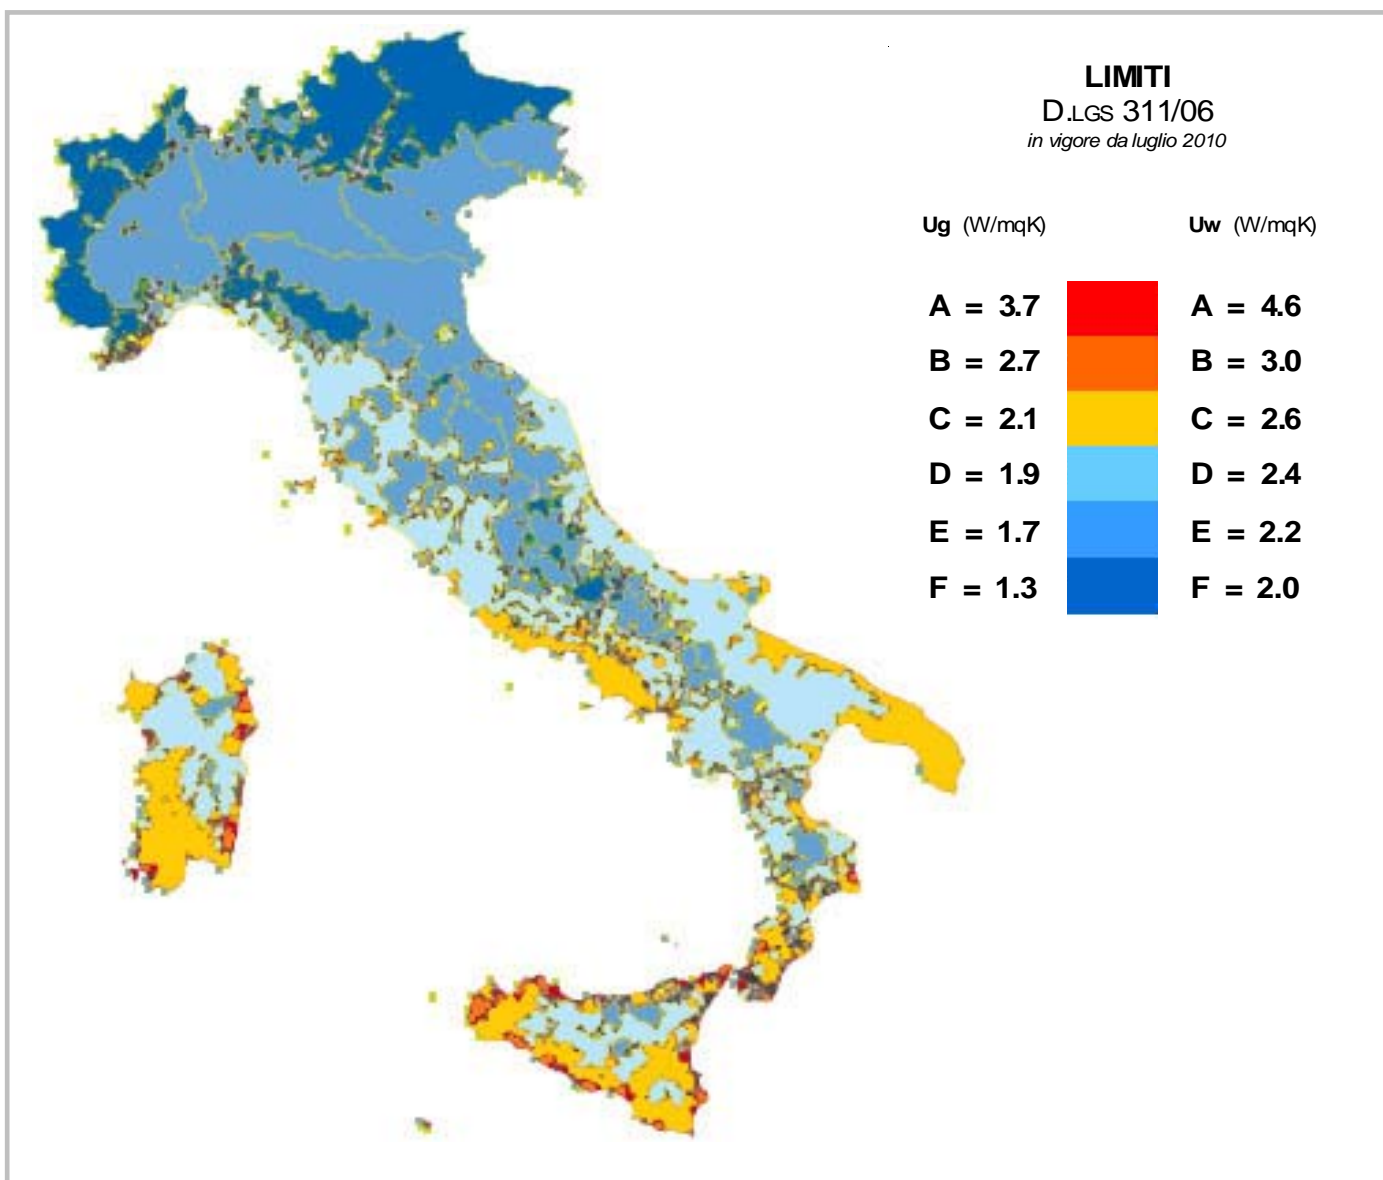 LIMITI
D.LGS 311/06
in vigore da luglio 2010
Ug (W/mqK) Uw (W/mqK)
A = 3.7 A = 4.6
B = 2.7 B = 3.0
C = 2.1 C = 2.6
D = 1.9 D = 2.4
E = 1.7 E = 2.2
F = 1.3 F = 2.0